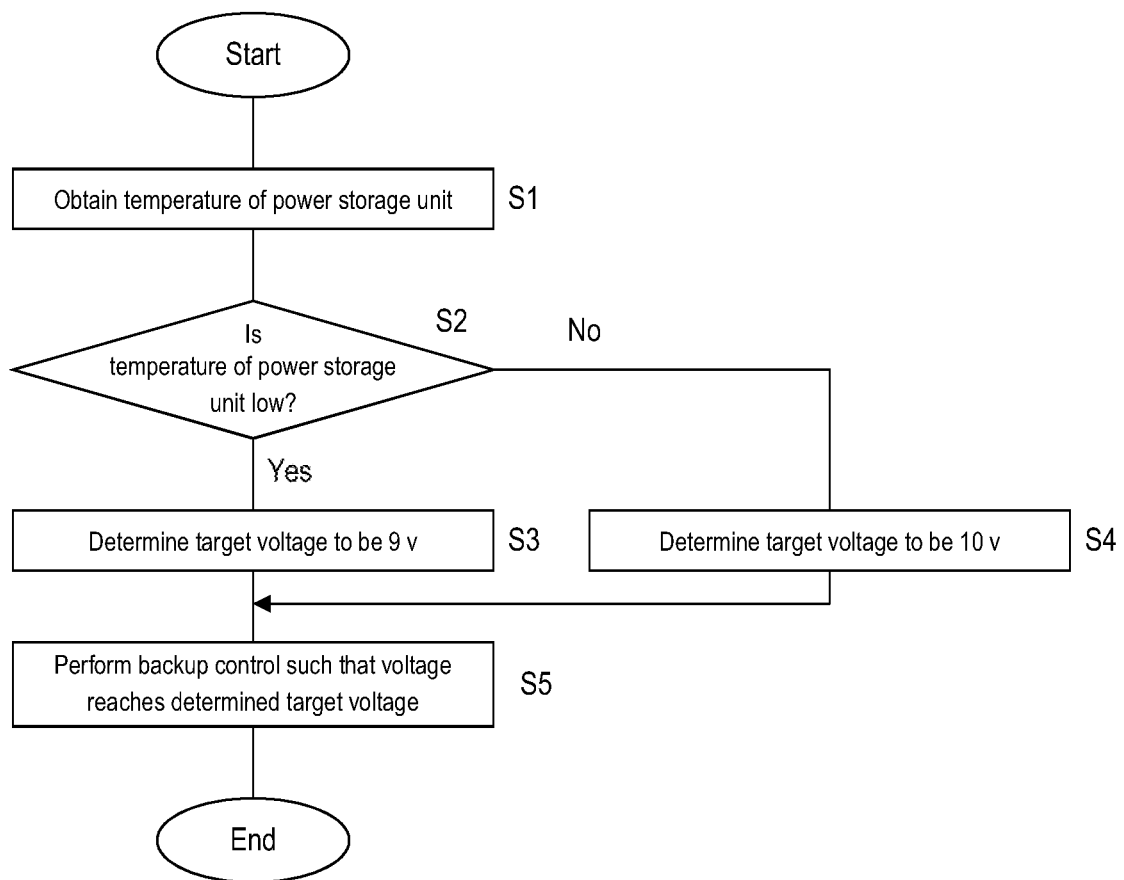 Start
Obtain temperature of power storage unit
S1
Is
temperature of power storage
unit low?
S2
No
Yes
Determine target voltage to be 9 v
S3
Determine target voltage to be 10 v
S4
Perform backup control such that voltage
reaches determined target voltage
S5
End